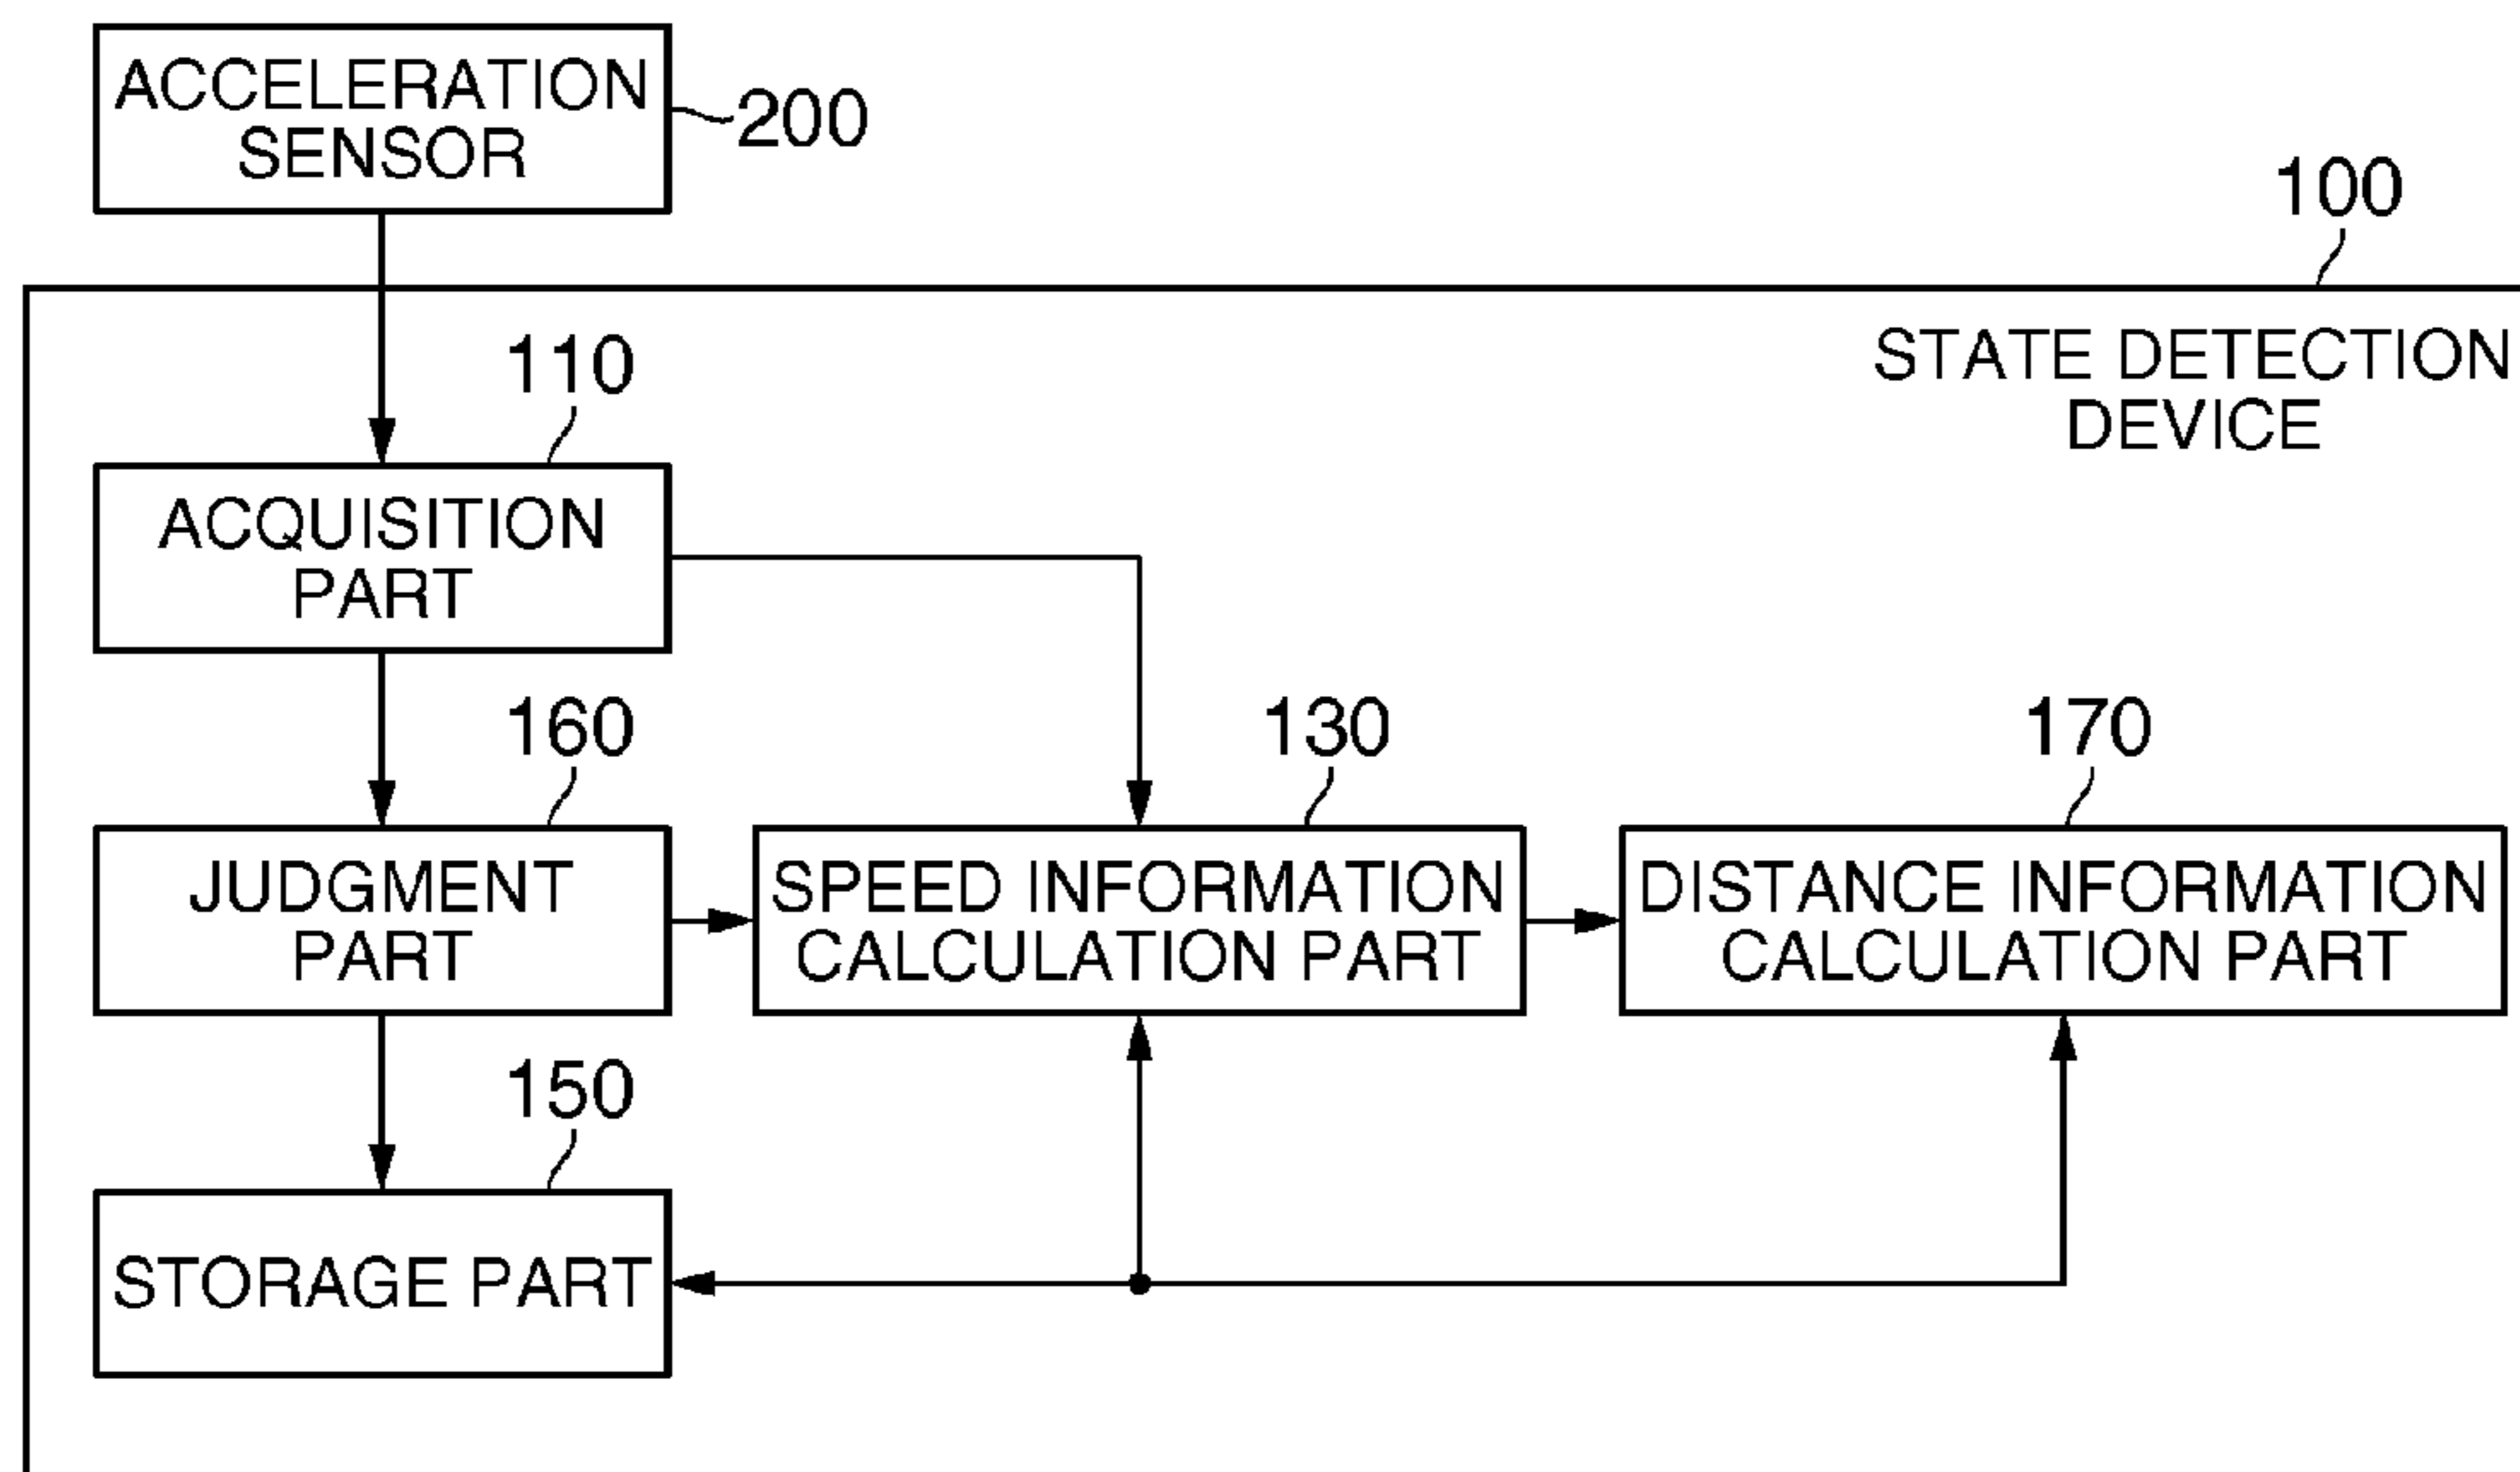 ACCELERATION
SENSOR
200
100
STATE DETECTION
DEVICE
110
ACQUISITION
PART
160
130
170
JUDGMENT
PART
SPEED INFORMATION
CALCULATION PART
DISTANCE INFORMATION
CALCULATION PART
150
STORAGE PART